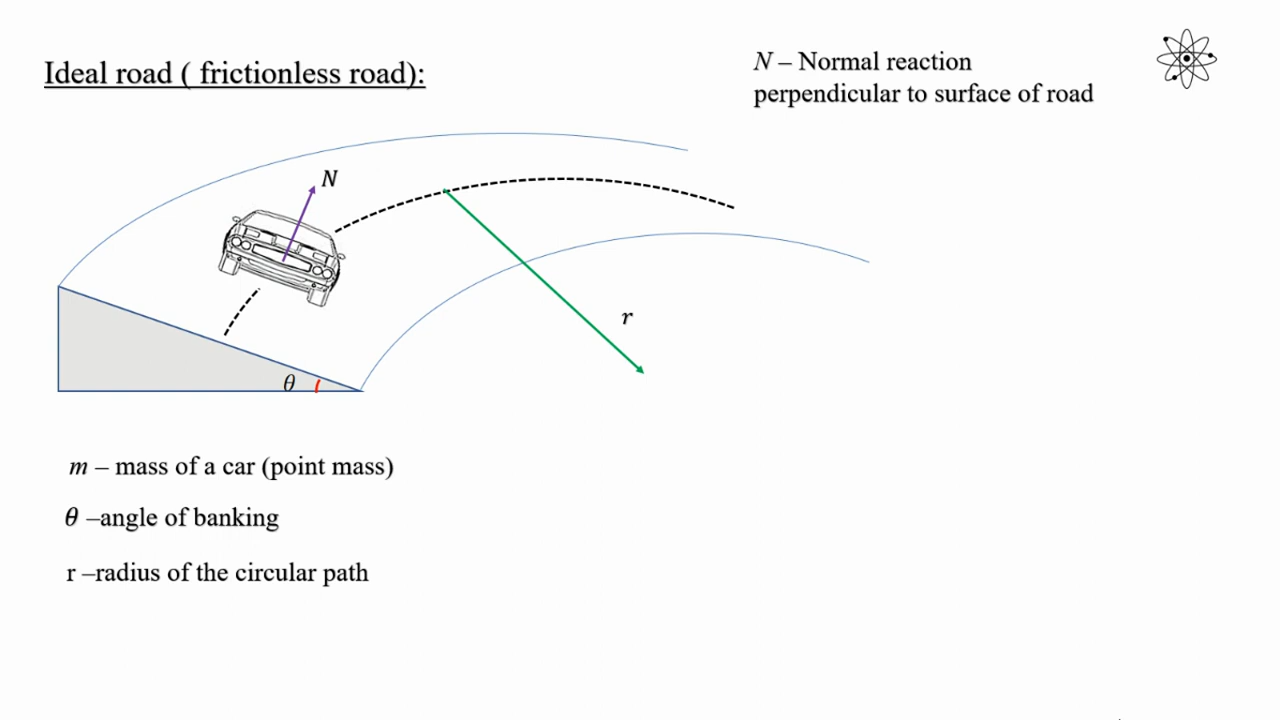 Ideal road ( frictionless road):
N – Normal reaction
perpendicular to surface of road
N
r
θ
m – mass of a car (point mass)
θ –angle of banking
r –radius of the circular path